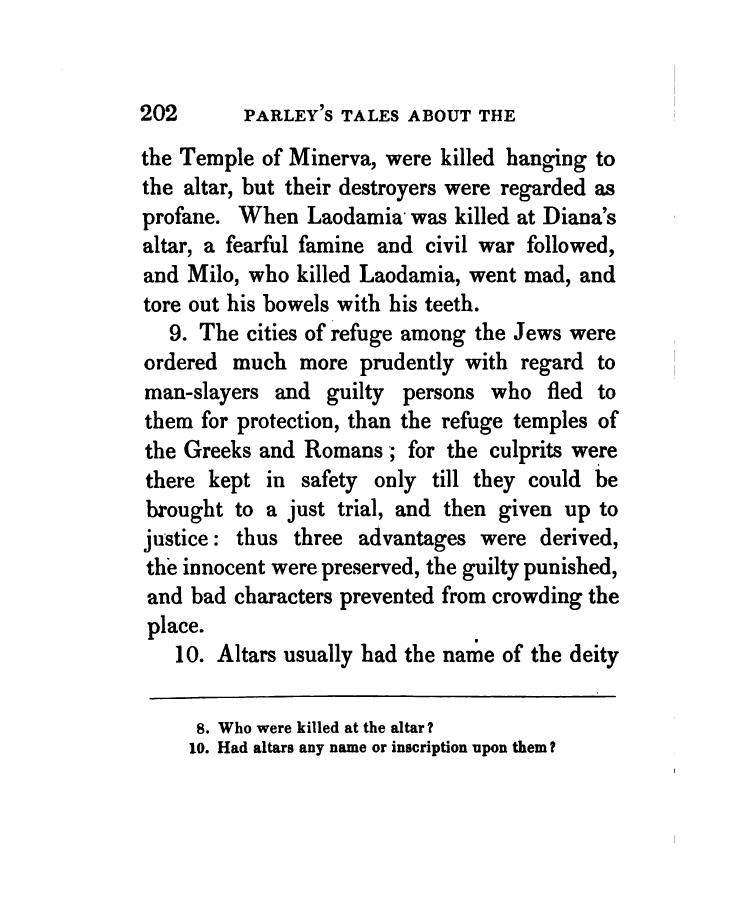 202 PARLEY'S TALES ABOUT THE
the Temple of Minerva, were killed hanging to
the altar, but their destroyers were regarded as
profane. When Laodamia was killed at Diana's
altar, a fearful famine and civil war followed,
and Milo, who killed Laodamia, went mad, and
tore out his bowels with his teeth.
9. The cities of refuge among the Jews were
ordered much more prudently with regard to
man-slayers and guilty persons who fled to
them for protection, than the refuge temples of
the Greeks and Romans; for the culprits were
there kept in safety only till they could be
brought to a just trial, and then given up to
justice: thus three advantages were derived,
the innocent were preserved, the guilty punished,
and bad characters prevented from crowding the
place.
10. Altars usually had the name of the deity
8. Who were killed at the altar?
10. Had altars any name or inscription upon them?